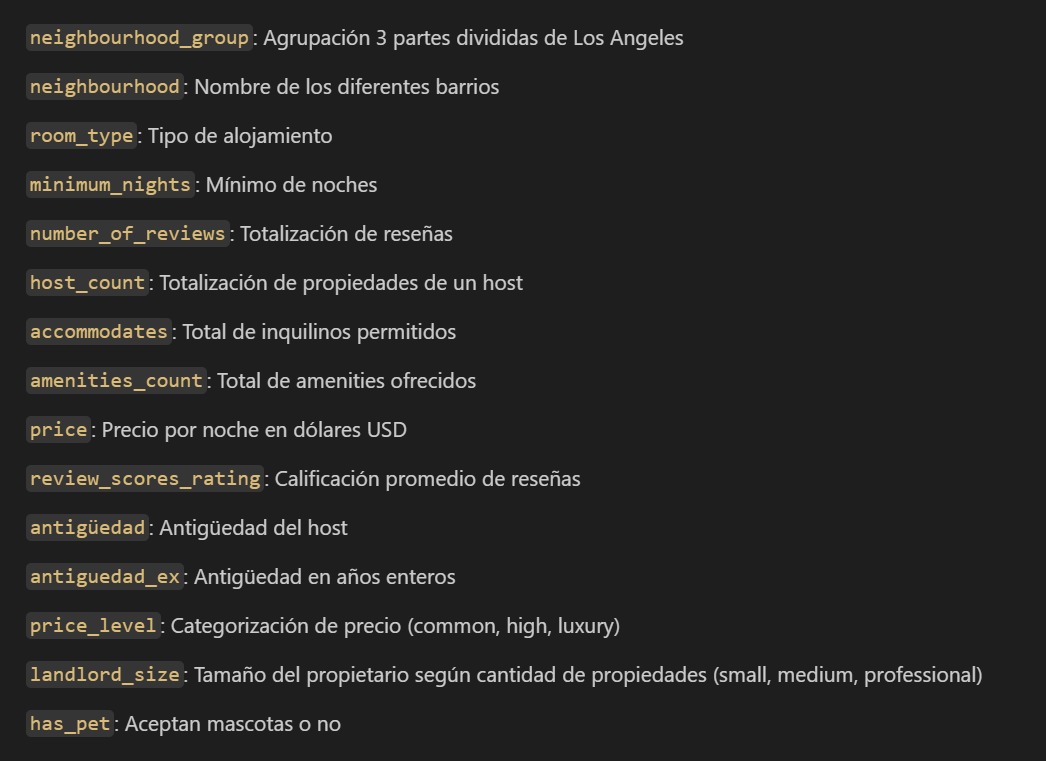 neighbourhood_group: Agrupación 3 partes divididas de Los Angeles
neighbourhood: Nombre de los diferentes barrios
room_type: Tipo de alojamiento
minimum_nights: Mínimo de noches
number_of_reviews: Totalización de reseñas
host_count: Totalización de propiedades de un host
accommodates: Total de inquilinos permitidos
amenities_count: Total de amenities ofrecidos
price: Precio por noche en dólares USD
review_scores_rating: Calificación promedio de reseñas
antigüedad: Antigüedad del host
antiguedad_ex: Antigüedad en años enteros
price_level: Categorización de precio (common, high, luxury)
landlord_size: Tamaño del propietario según cantidad de propiedades (small, medium, professional)
has_pet: Aceptan mascotas o no